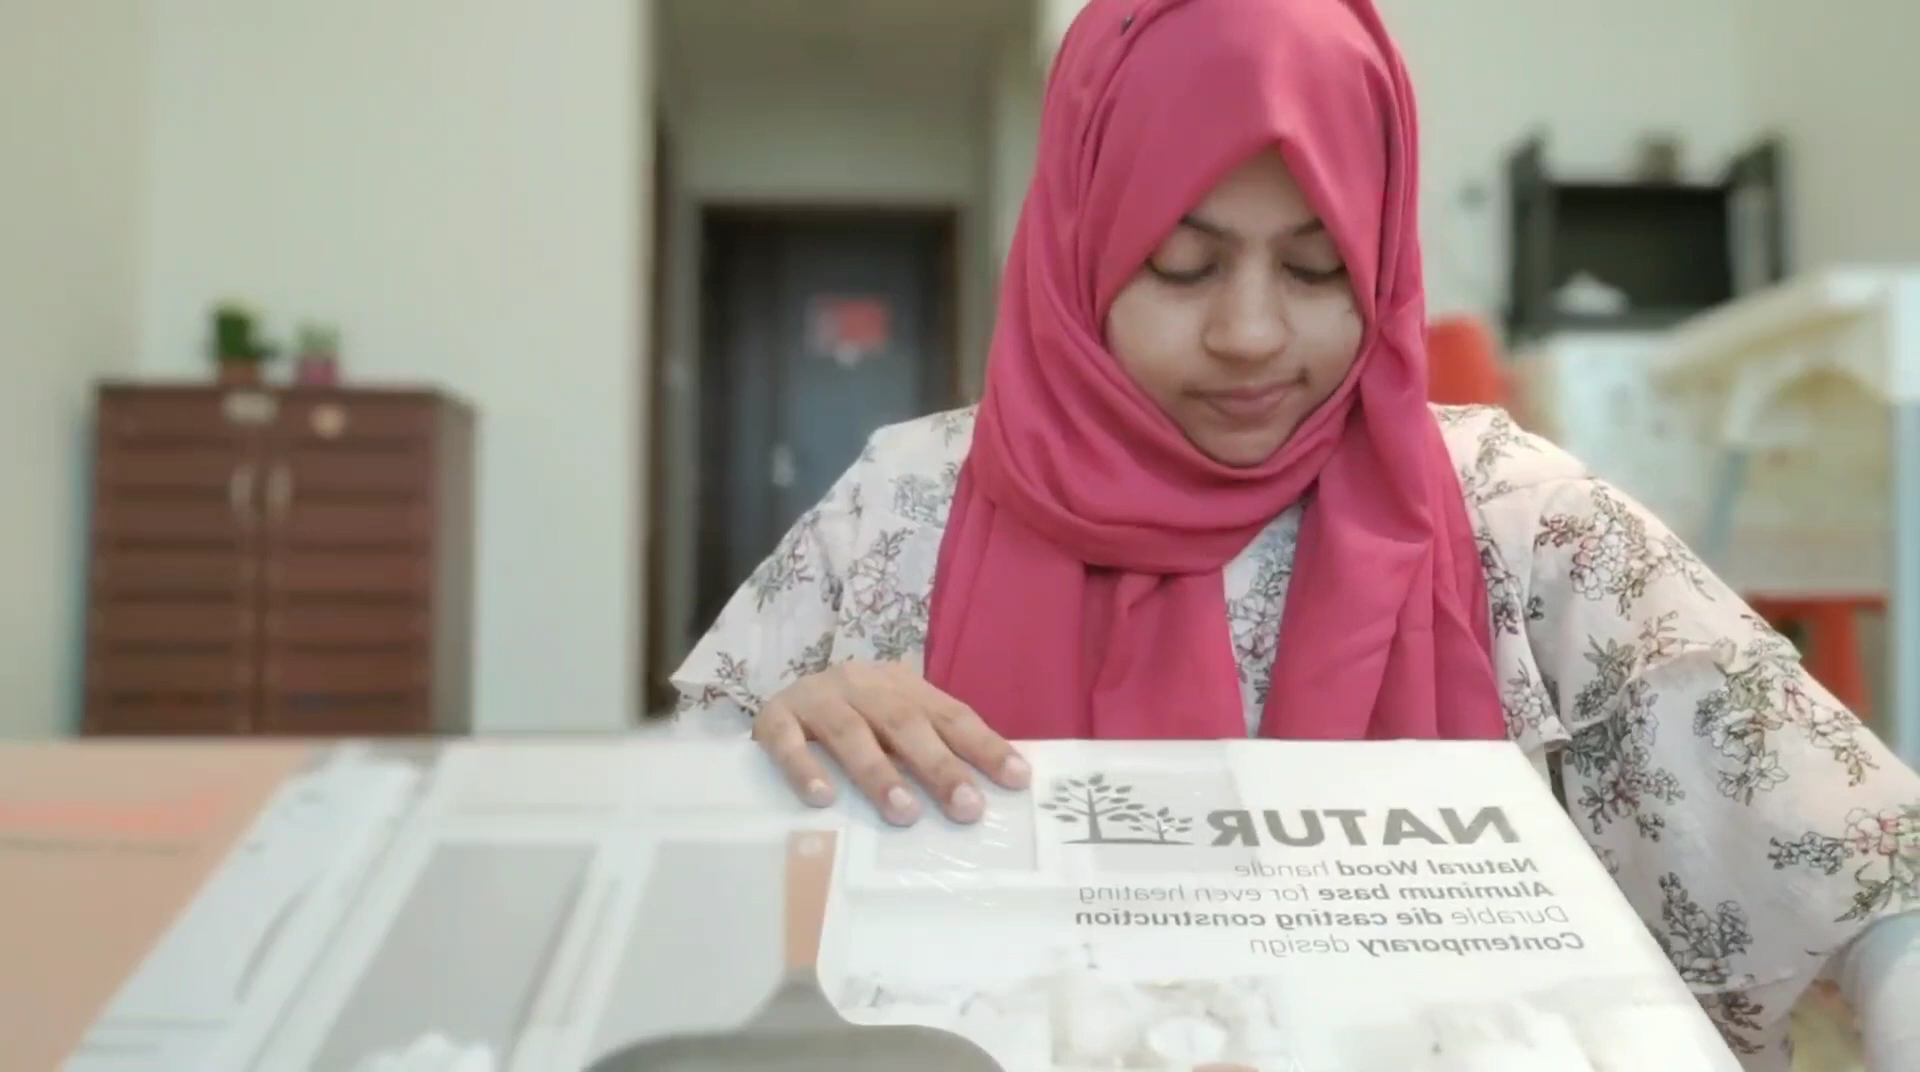 NATUR
Natural Wood handle
Aluminum base for even heating
Durable die casting construction
Contemporary design